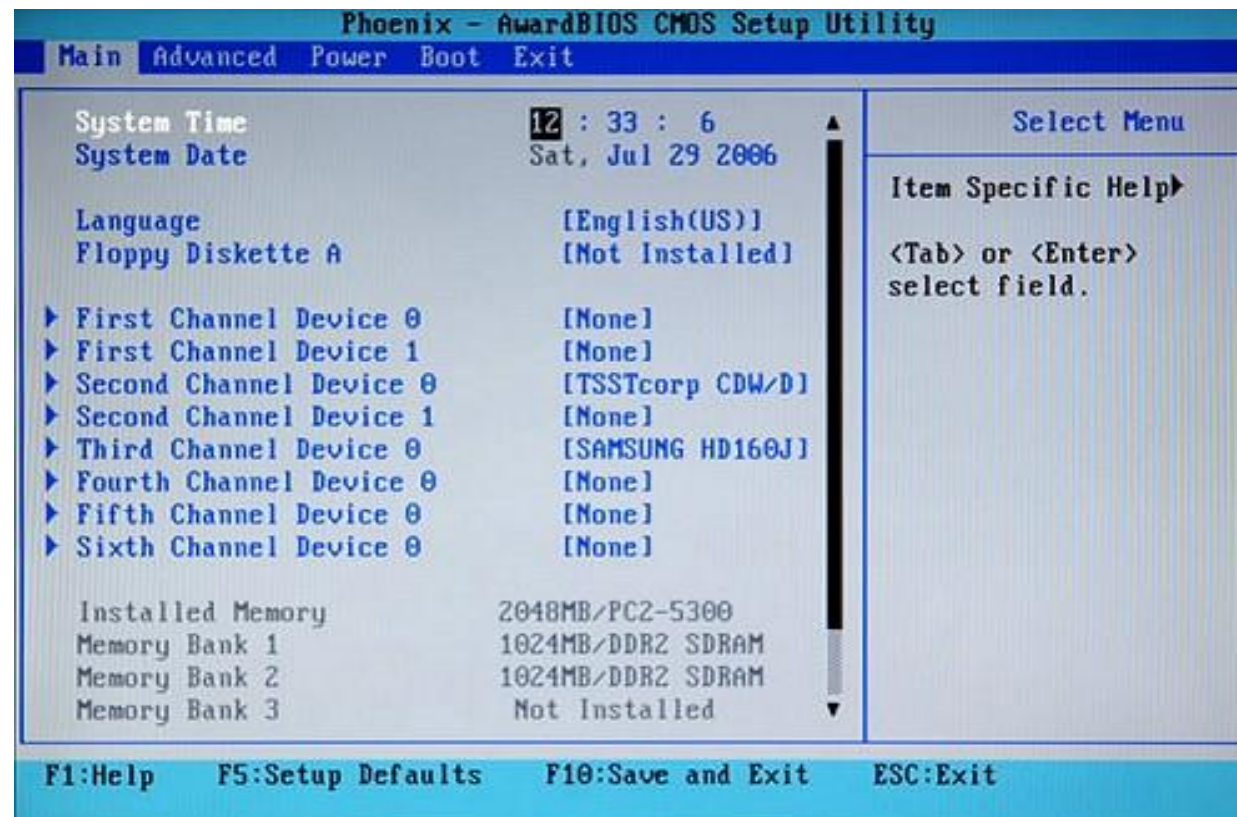 Phoenix - AwardBIOS CMOS Setup Utility
Main Advanced Power Boot Exit
System Time 12 : 33 : 6
System Date Sat, Jul 29 2006
Language [English(US)]
Floppy Diskette A [Not Installed]
First Channel Device 0 [None]
First Channel Device 1 [None]
Second Channel Device 0 [TSSTcorp CDW/D]
Second Channel Device 1 [None]
Third Channel Device 0 [SAMSUNG HD160J]
Fourth Channel Device 0 [None]
Fifth Channel Device 0 [None]
Sixth Channel Device 0 [None]
Installed Memory 2048MB/PC2-5300
Memory Bank 1 1024MB/DDR2 SDRAM
Memory Bank 2 1024MB/DDR2 SDRAM
Memory Bank 3 Not Installed
Select Menu
Item Specific Help
<Tab> or <Enter>
select field.
F1:Help F5:Setup Defaults F10:Save and Exit ESC:Exit